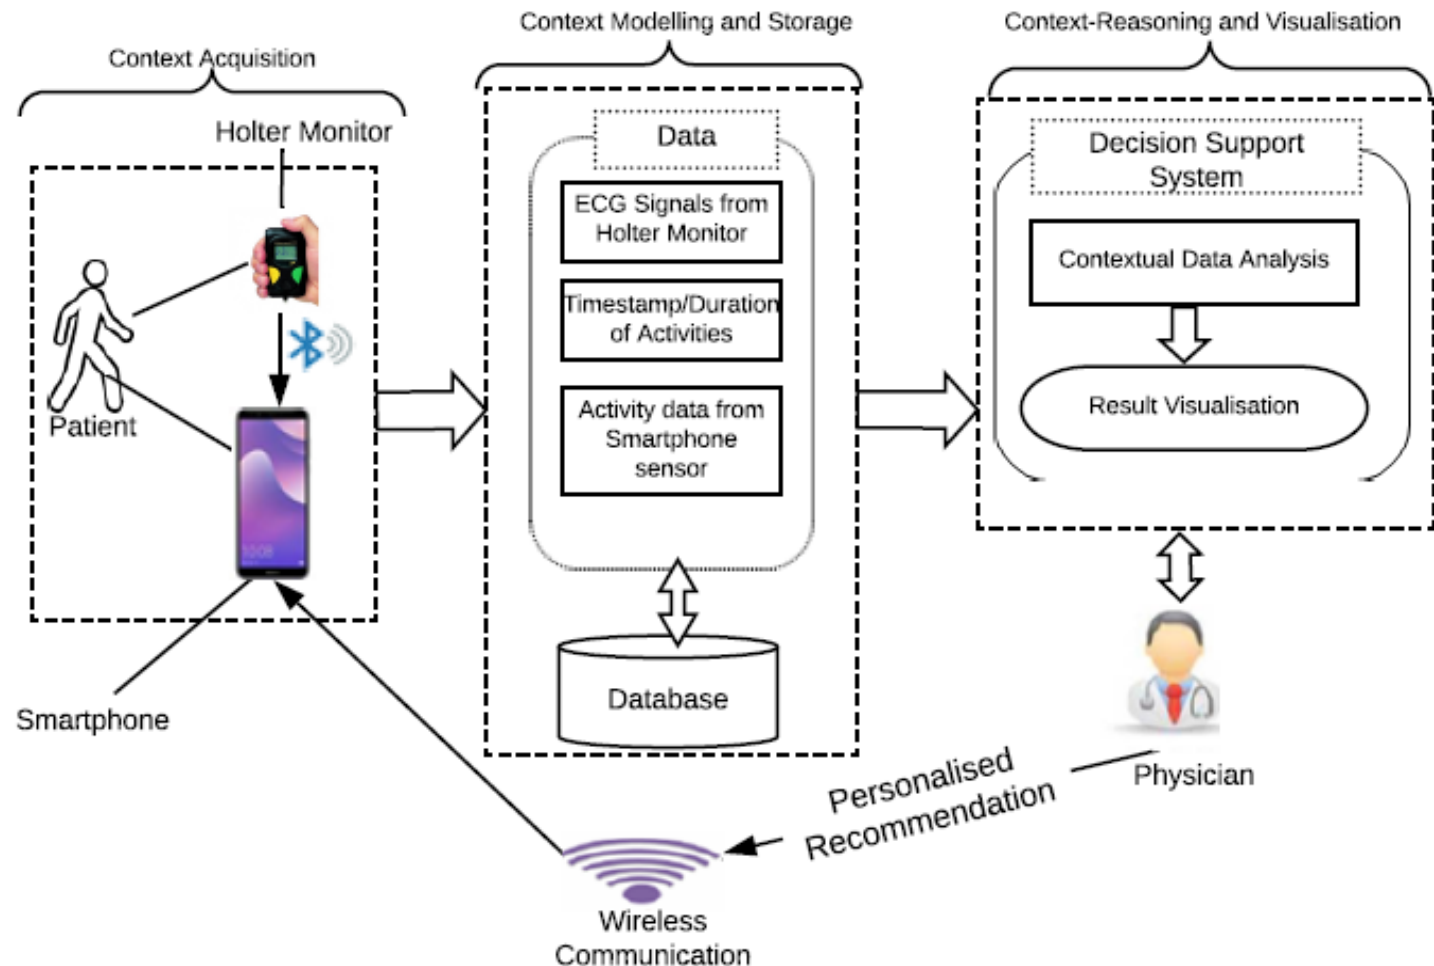 Context Acquisition
Holter Monitor
Patient
10:08
Smartphone
Context Modelling and Storage
Data
ECG Signals from
Holter Monitor
Timestamp/Duration
of Activities
Activity data from
Smartphone
sensor
Database
Context-Reasoning and Visualisation
Decision Support
System
Contextual Data Analysis
Result Visualisation
Physician
Personalised
Recommendation
Wireless
Communication